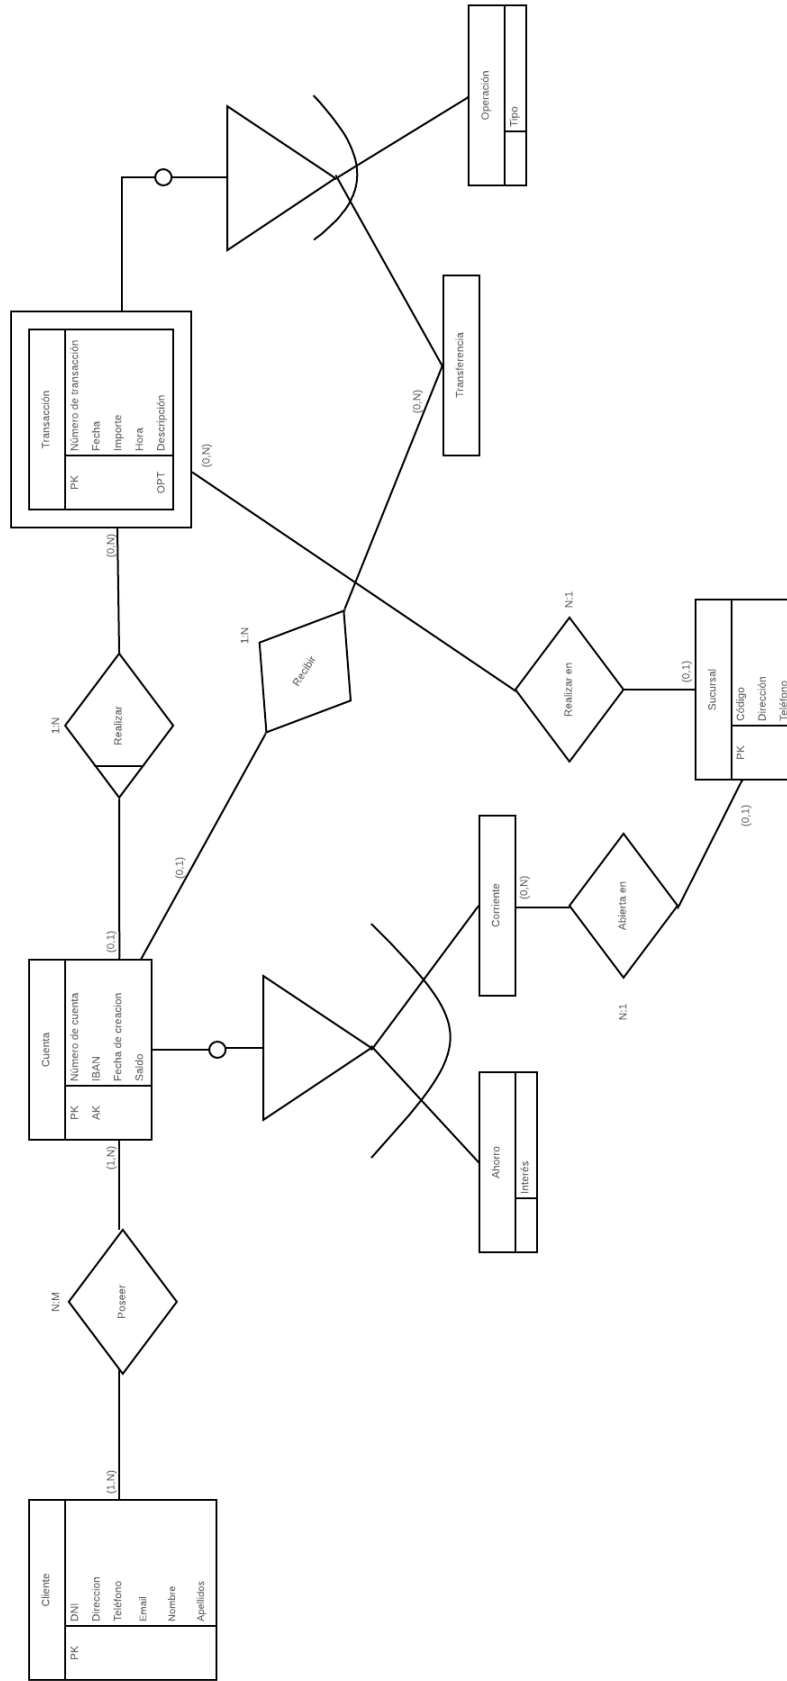 Cliente
PK
DNI
Direccion
Teléfono
Email
Nombre
Apellidos
(1,N)
N:M
Poseer
(1,N)
Cuenta
PK
Número de cuenta
AK
IBAN
Fecha de creacion
Saldo
(0,1)
1:N
Realizar
(0,N)
Transacción
PK
Número de transacción
Fecha
Importe
Hora
OPT
Descripción
(0,1)
1:N
Recibir
(0,N)
Transferencia
Operación
Tipo
(0,N)
N:1
Realizar en
(0,1)
Sucursal
PK
Código
Dirección
Teléfono
(0,1)
N:1
Abierta en
(0,N)
Corriente
Ahorro
Interés